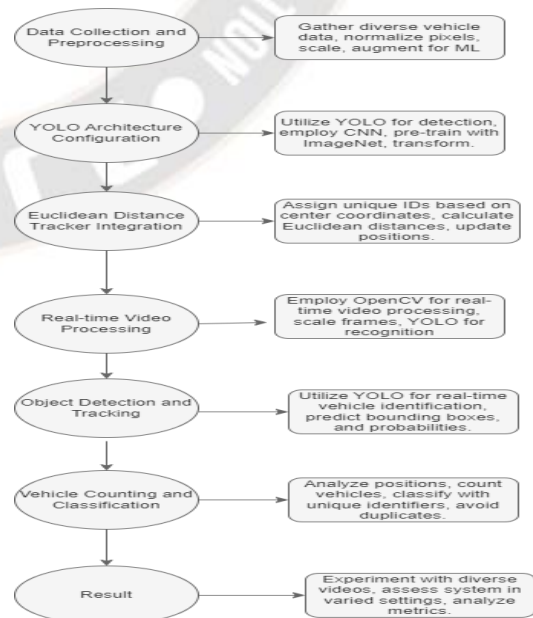 Data Collection and
Preprocessing
Gather diverse vehicle
data, normalize pixels,
scale, augment for ML
YOLO Architecture
Configuration
Utilize YOLO for detection,
employ CNN, pre-train with
ImageNet, transform.
Euclidean Distance
Tracker Integration
Assign unique IDs based on
center coordinates, calculate
Euclidean distances, update
positions.
Real-time Video
Processing
Employ OpenCV for real-
time video processing,
scale frames, YOLO for
recognition
Object Detection and
Tracking
Utilize YOLO for real-time
vehicle identification,
predict bounding boxes,
and probabilities.
Vehicle Counting and
Classification
Analyze positions, count
vehicles, classify with
unique identifiers, avoid
duplicates.
Result
Experiment with diverse
videos, assess system in
varied settings, analyze
metrics.